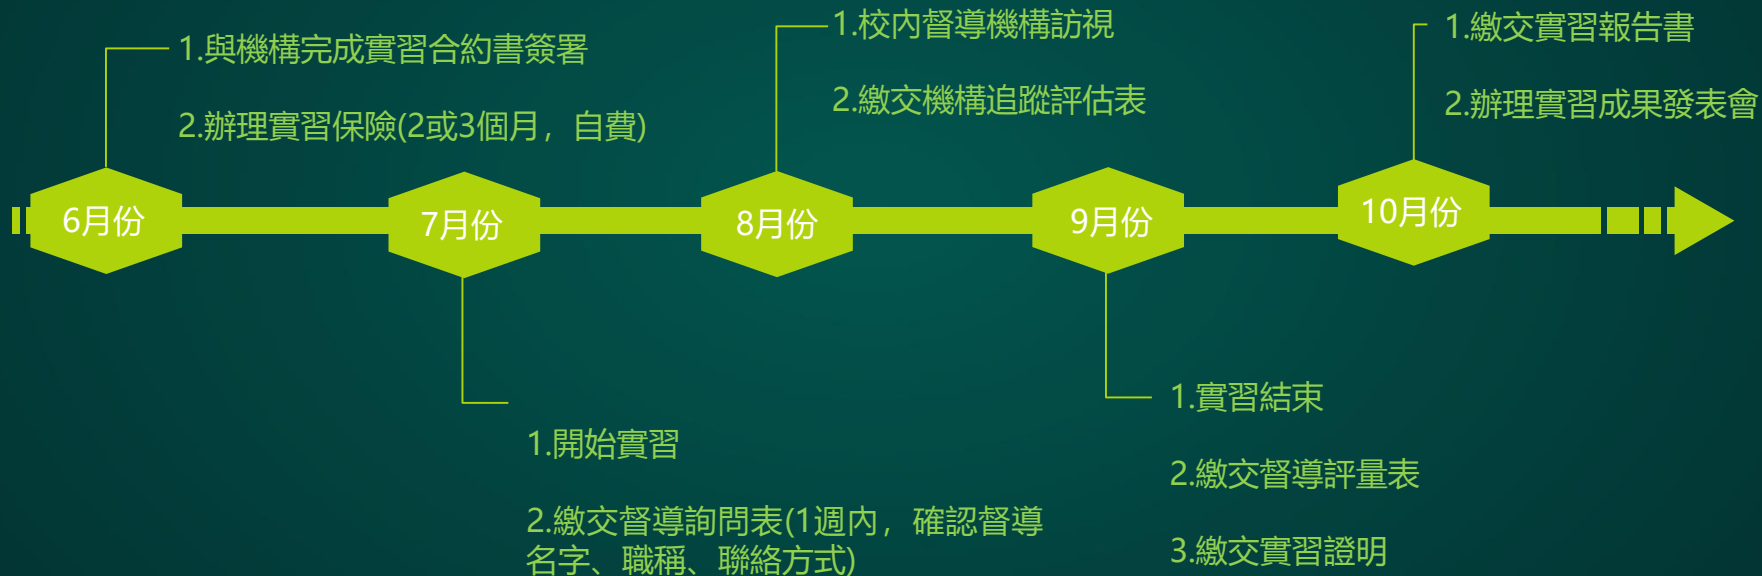 1.與機構完成實習合約書簽署
2.辦理實習保險(2或3個月，自費)
1.校內督導機構訪視
2.繳交機構追蹤評估表
1.繳交實習報告書
2.辦理實習成果發表會
6月份
7月份
8月份
9月份
10月份
1.開始實習
2.繳交督導詢問表(1週內，確認督導
名字、職稱、聯絡方式)
1.實習結束
2.繳交督導評量表
3.繳交實習證明